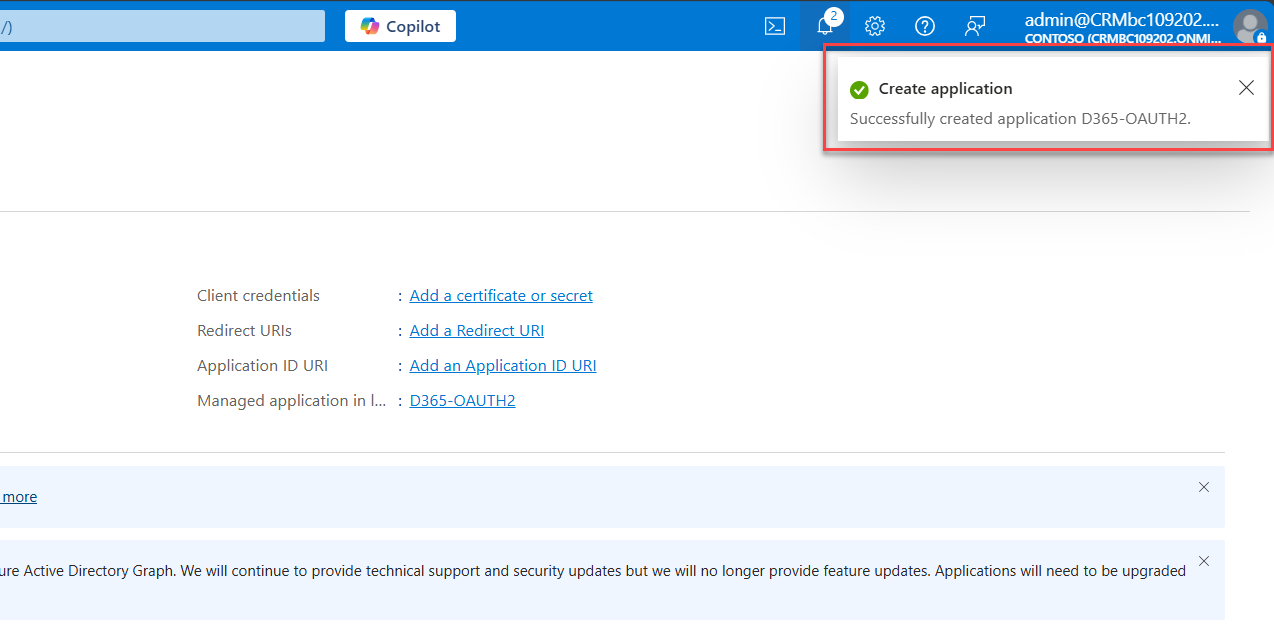 /)
Copilot
2
admin@CRMbc109202....
CONTOSO (CRMBC109202.ONMI...
Create application
Successfully created application D365-OAUTH2.
Client credentials : Add a certificate or secret
Redirect URIs : Add a Redirect URI
Application ID URI : Add an Application ID URI
Managed application in l... : D365-OAUTH2
more
ure Active Directory Graph. We will continue to provide technical support and security updates but we will no longer provide feature updates. Applications will need to be upgraded